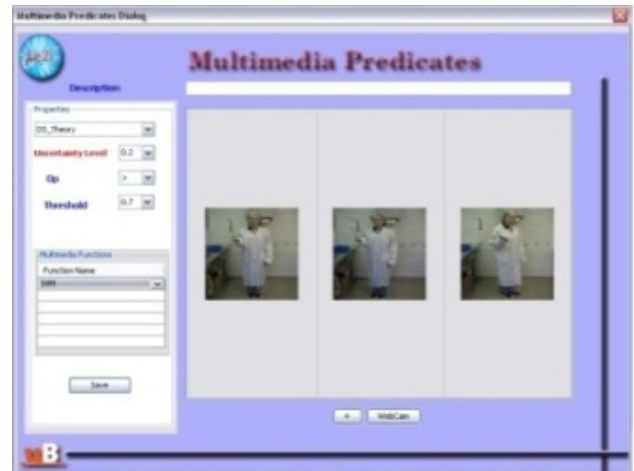 Multimedia Predicates Dialog
Multimedia Predicates
Description
Properties
DS_Theory
Uncertainty Level 0.2
Op >
Threshold 0.7
Multimedia Functions
Function Name
Save
+ WebCam